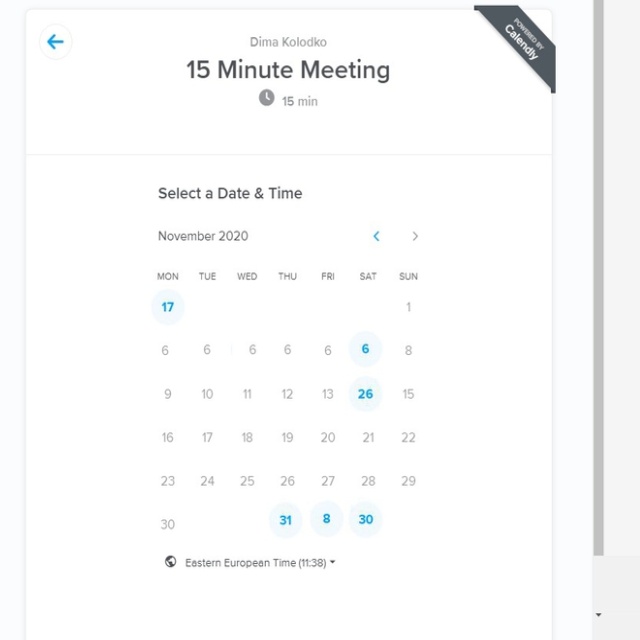 POWERED BY
Calendly
Dima Kolodko
15 Minute Meeting
15 min
Select a Date & Time
November 2020
MON TUE WED THU FRI SAT SUN
17 1
6 6 6 6 6 6 8
9 10 11 12 13 26 15
16 17 18 19 20 21 22
23 24 25 26 27 28 29
30 31 8 30
Eastern European Time (11:38)